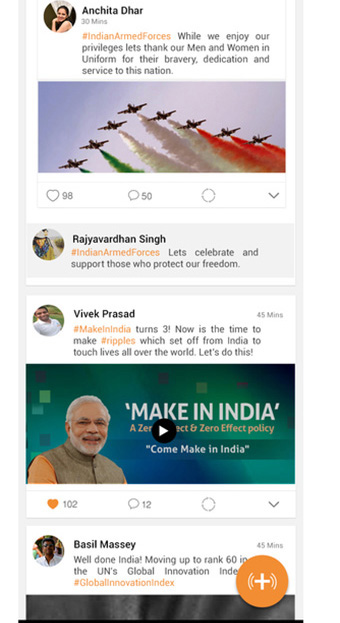 Anchita Dhar
30 Mins
#IndianArmedForces While we enjoy our
privileges lets thank our Men and Women in
Uniform for their bravery, dedication and
service to this nation.
98
50
Rajyavardhan Singh
#IndianArmedForces Lets celebrate and
support those who protect our freedom.
Vivek Prasad
45 Mins
#MakeInIndia turns 3! Now is the time to
make #ripples which set off from India to
touch lives all over the world. Let's do this!
'MAKE IN INDIA'
A Zero ect & Zero Effect policy
"Come Make in India"
102
12
Basil Massey
45 Mins
Well done India! Moving up to rank 60 in
the UN's Global Innovation
#GlobalInnovationIndex